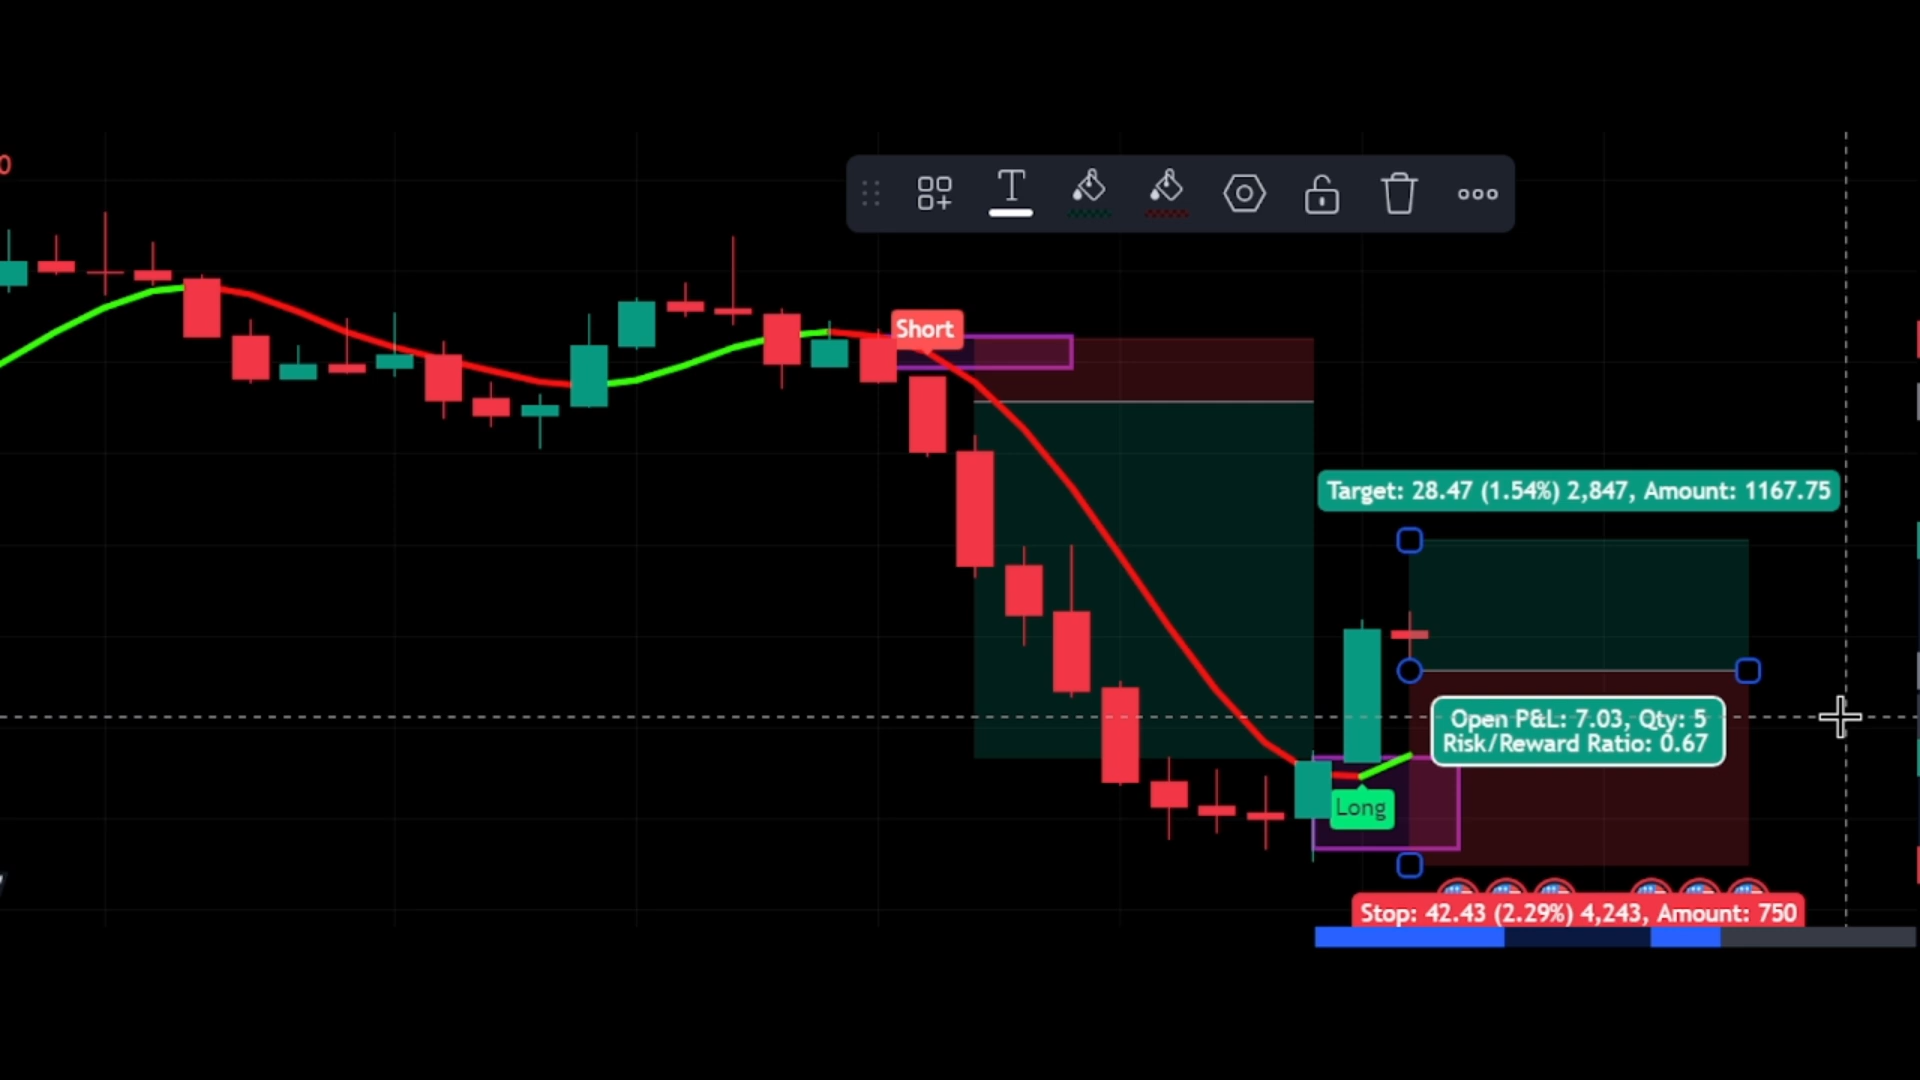 0
T
Short
Target: 28.47 (1.54%) 2,847, Amount: 1167.75
Open P&L: 7.03, Qty: 5
Risk/Reward Ratio: 0.67
Long
Stop: 42.43 (2.29%) 4,243, Amount: 750